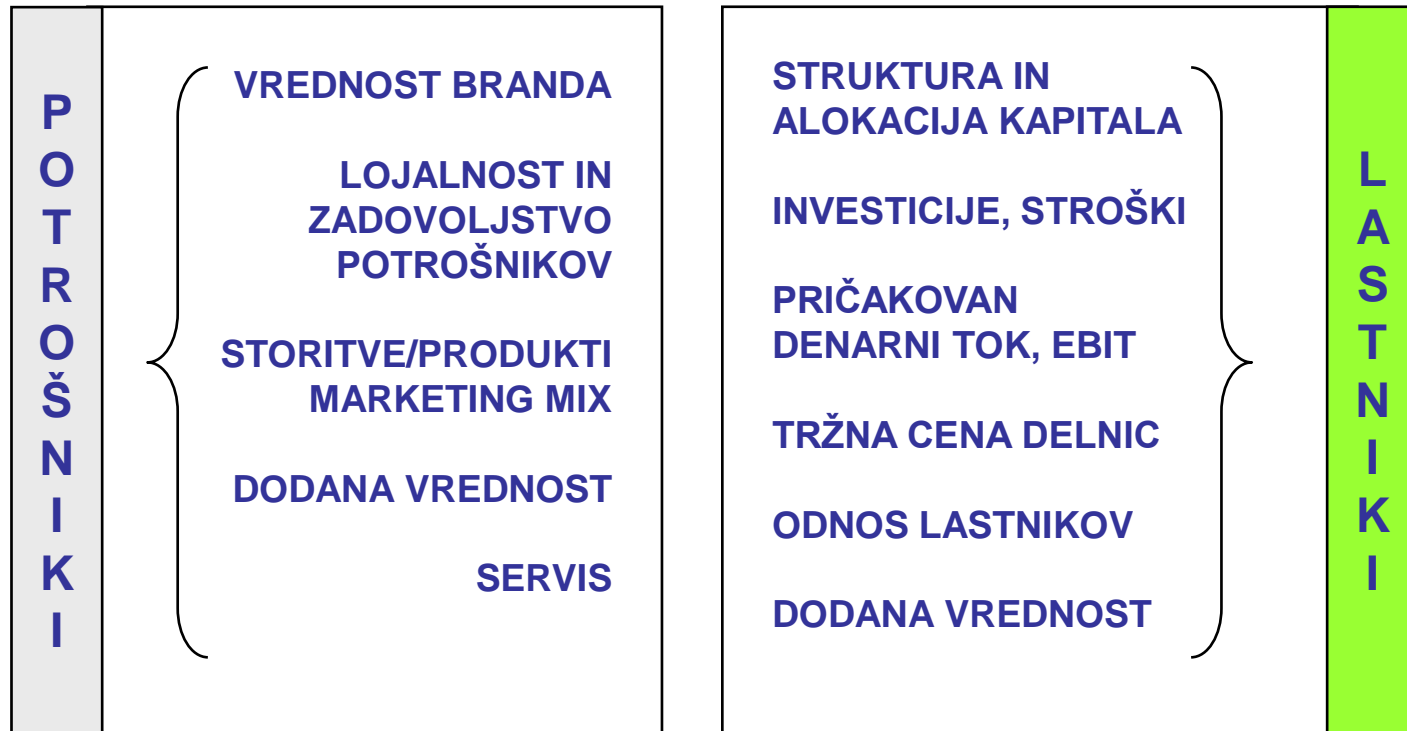 POTROŠNIKI
VREDNOST BRANDA
LOJALNOST IN
ZADOVOLJSTVO
POTROŠNIKOV
STORITVE/PRODUKTI
MARKETING MIX
DODANA VREDNOST
SERVIS
STRUKTURA IN
ALOKACIJA KAPITALA
INVESTICIJE, STROŠKI
PRIČAKOVAN
DENARNI TOK, EBIT
TRŽNA CENA DELNIC
ODNOS LASTNIKOV
DODANA VREDNOST
LASTNIKI